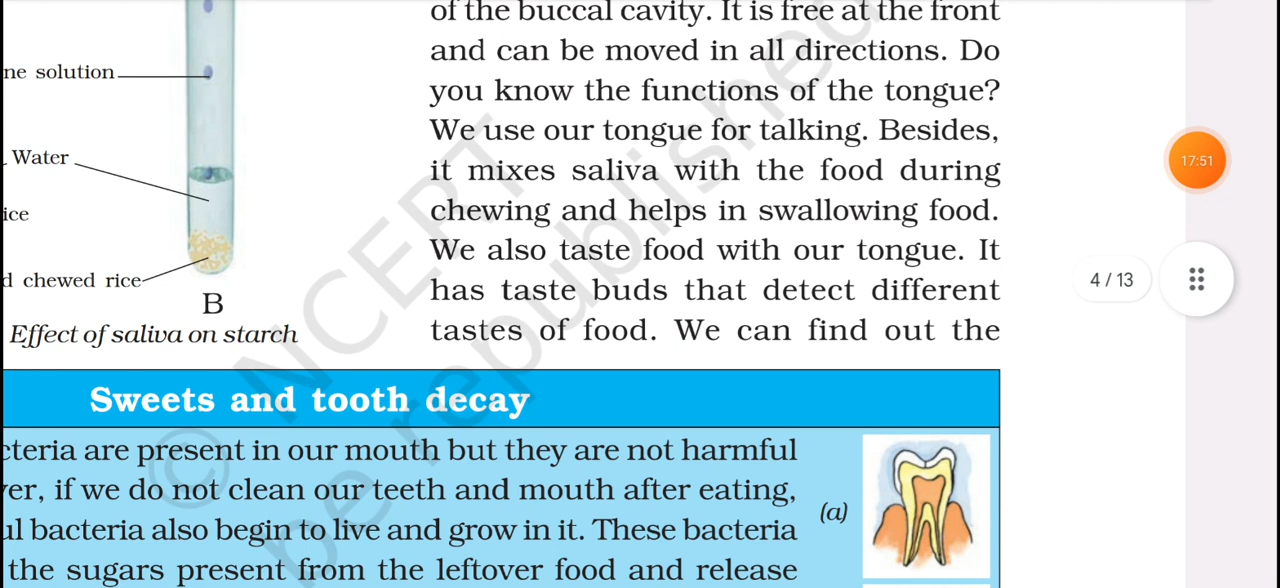 of the buccal cavity. It is free at the front
and can be moved in all directions. Do
you know the functions of the tongue?
We use our tongue for talking. Besides,
it mixes saliva with the food during
chewing and helps in swallowing food.
We also taste food with our tongue. It
has taste buds that detect different
tastes of food. We can find out the
ne solution
Water
ice
d chewed rice
B
Effect of saliva on starch
Sweets and tooth decay
cteria are present in our mouth but they are not harmful
er, if we do not clean our teeth and mouth after eating,
ul bacteria also begin to live and grow in it. These bacteria
the sugars present from the leftover food and release
(a)
17:51
4 / 13
© NCERT
be republished